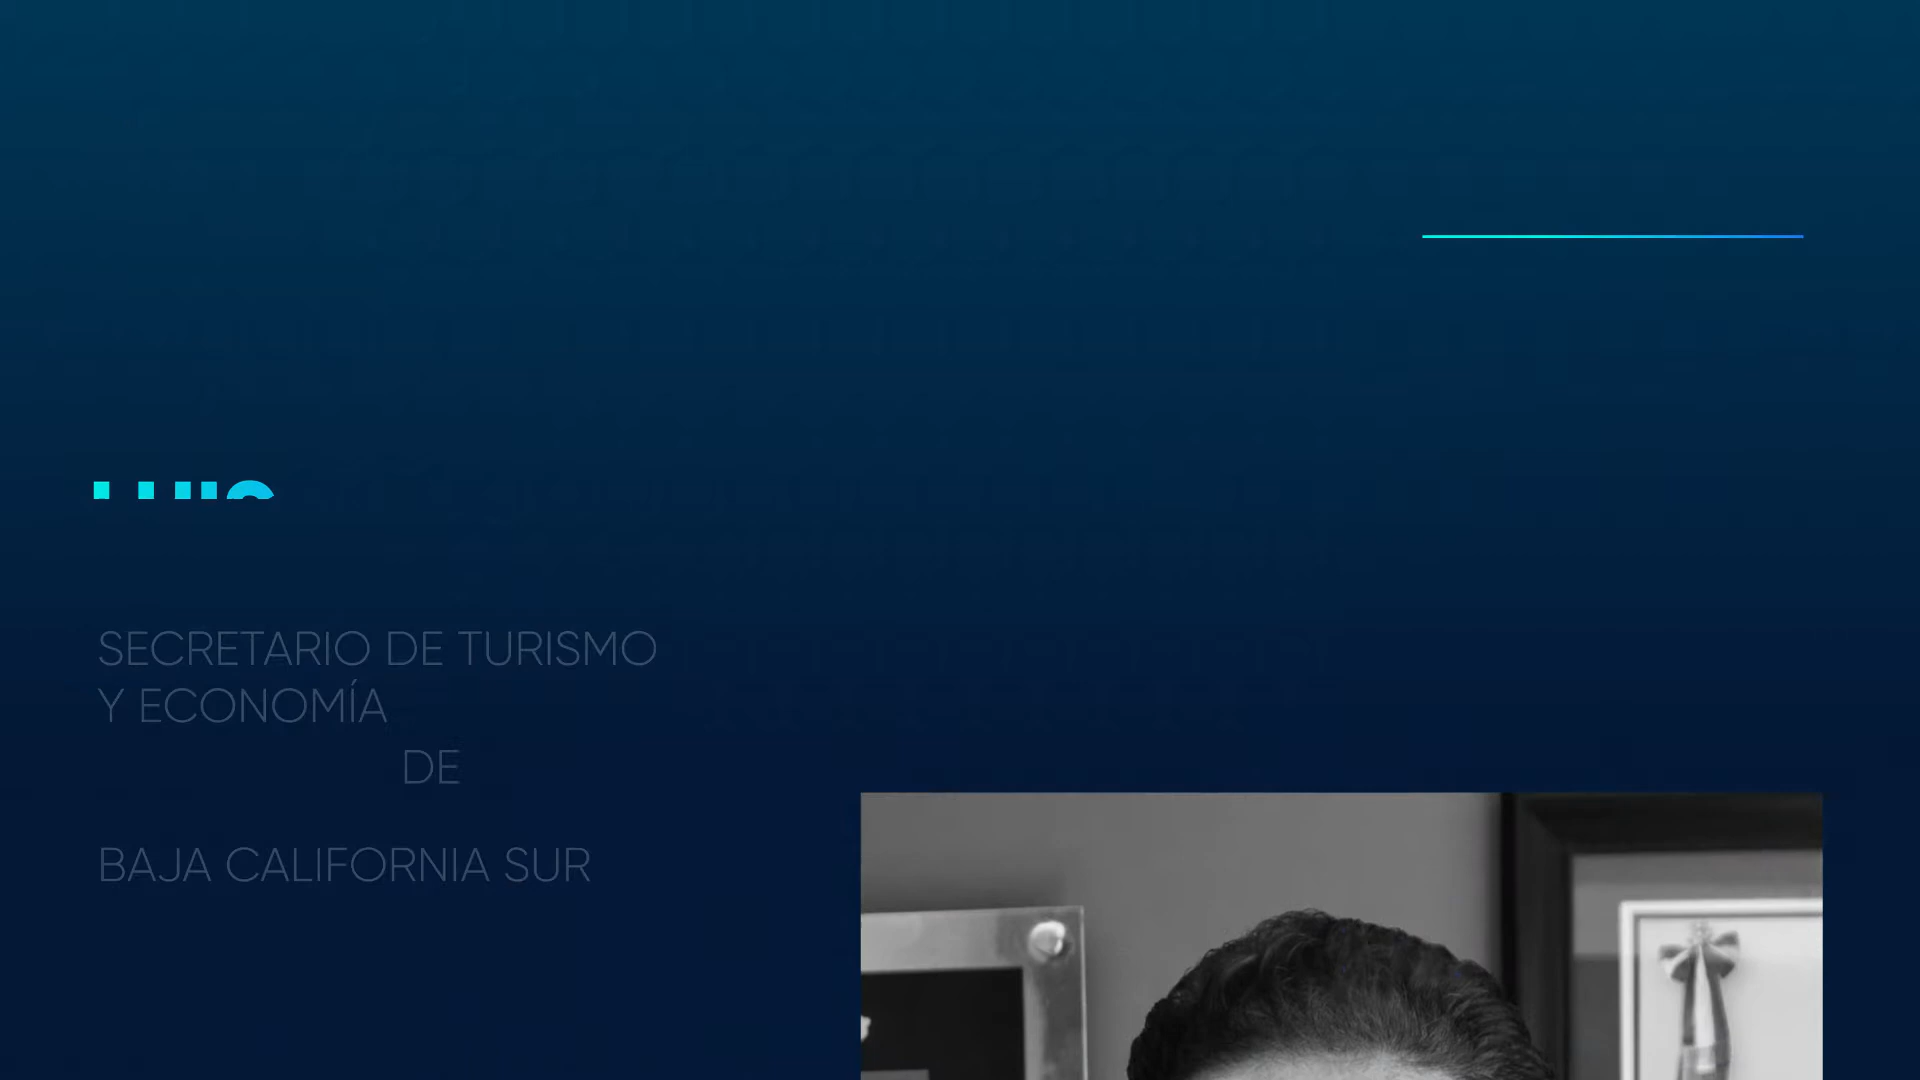 SECRETARIO DE TURISMO
Y ECONOMÍA
DE
BAJA CALIFORNIA SUR